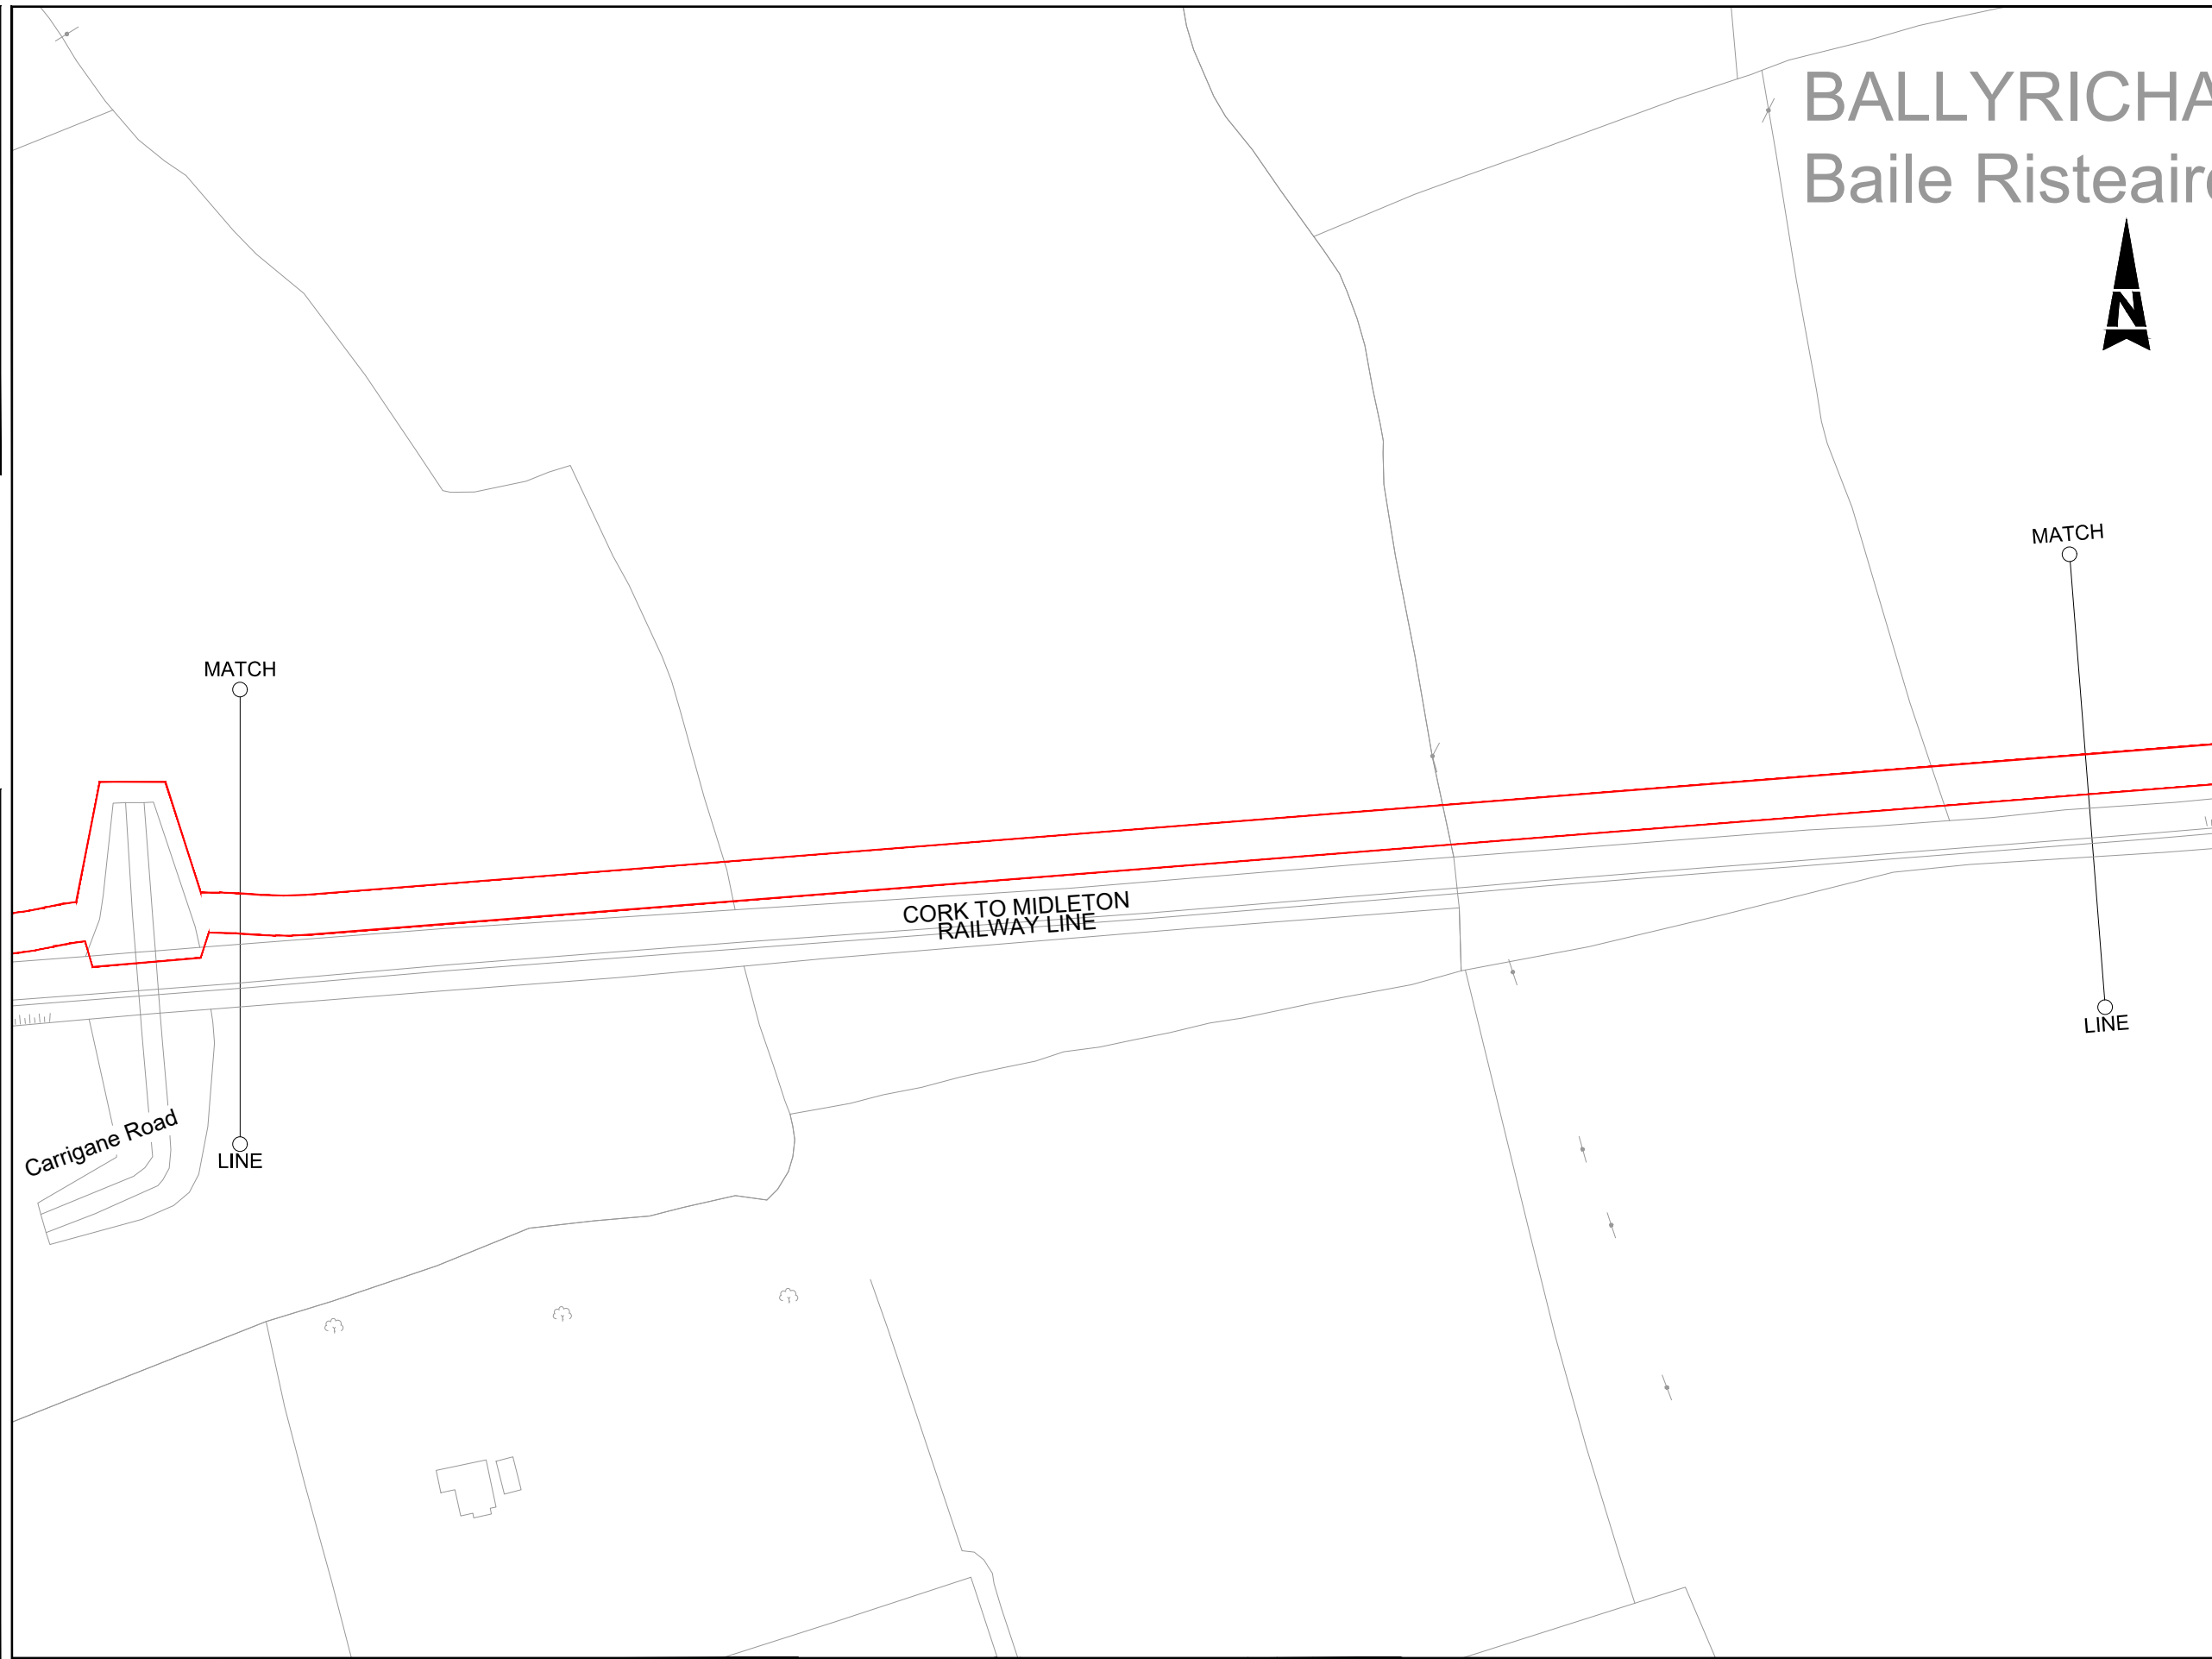 BALLYRICHA
Baile Risteair
N
MATCH
MATCH
CORK TO MIDLETON
RAILWAY LINE
LINE
Carrigane Road
LINE